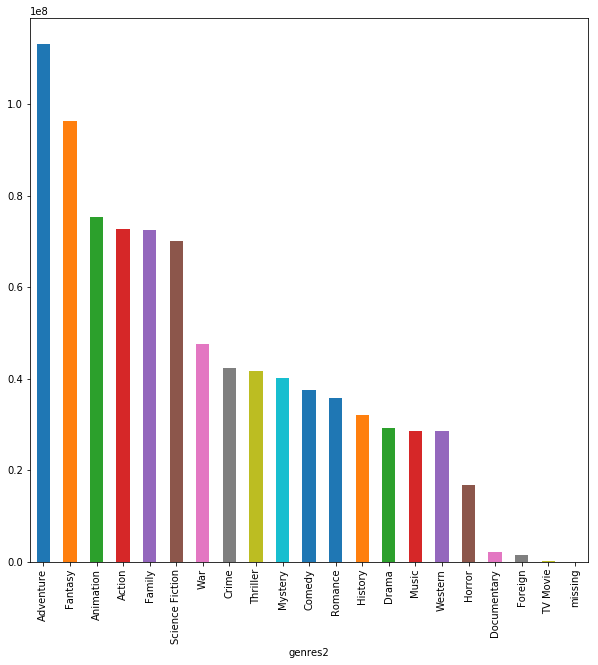 1e8
1.0
0.8
0.6
0.4
0.2
0.0
Adventure
Fantasy
Animation
Action
Family
Science Fiction
War
Crime
Thriller
Mystery
Comedy
Romance
History
Drama
Music
Western
Horror
Documentary
Foreign
TV Movie
missing
genres2